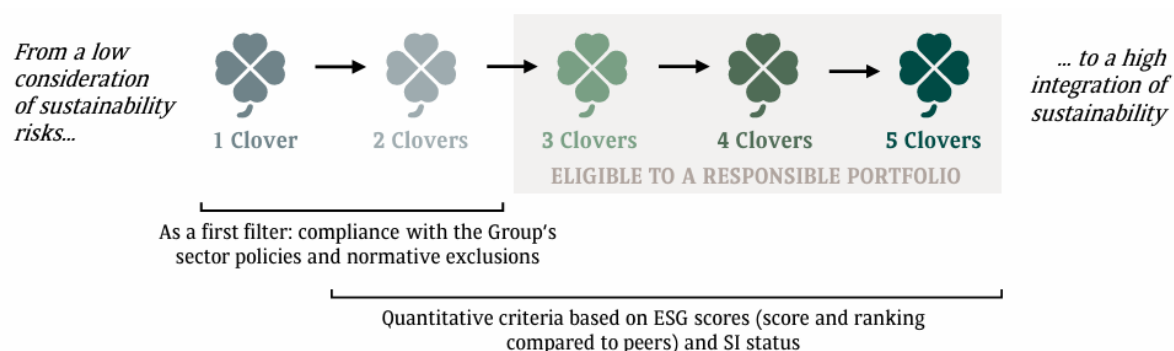 From a low
consideration
of sustainability
risks...
1 Clover
2 Clovers
3 Clovers
4 Clovers
5 Clovers
... to a high
integration of
sustainability
ELIGIBLE TO A RESPONSIBLE PORTFOLIO
As a first filter: compliance with the Group's
sector policies and normative exclusions
Quantitative criteria based on ESG scores (score and ranking
compared to peers) and SI status